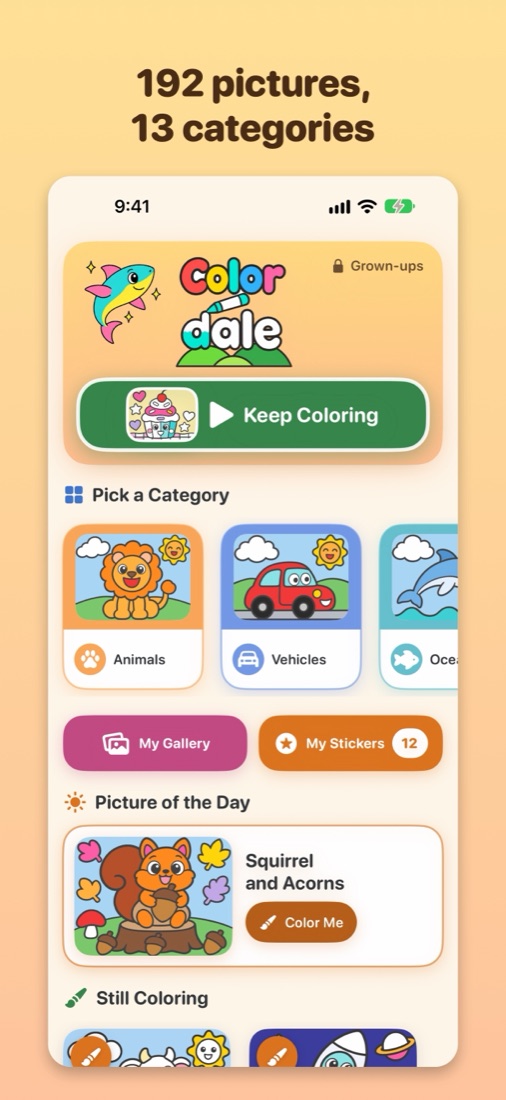 192 pictures,
13 categories
9:41
Color
dale
Grown-ups
Keep Coloring
Pick a Category
Animals
Vehicles
Ocea
My Gallery
My Stickers 12
Picture of the Day
Squirrel
and Acorns
Color Me
Still Coloring